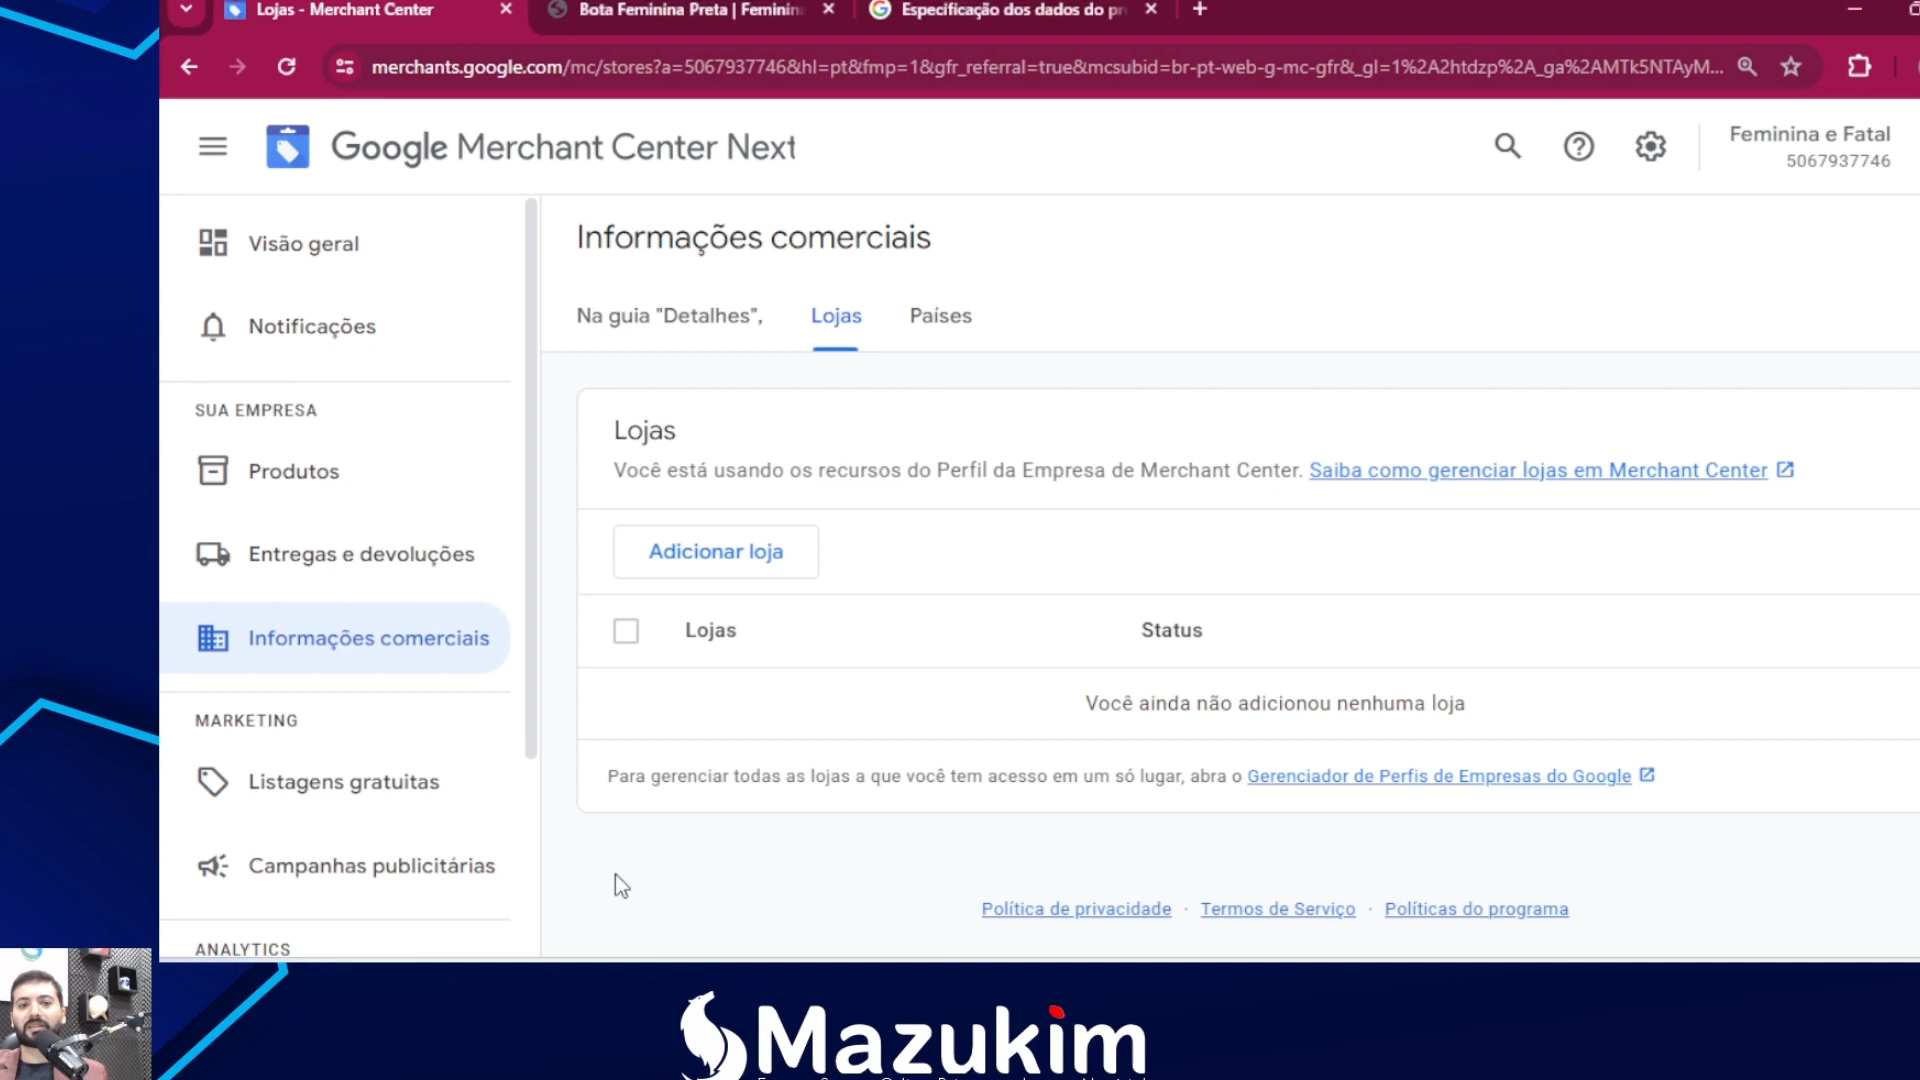 Lojas - Merchant Center
Bota Feminina Preta | Feminin
Especificação dos dados do pr
merchants.google.com/mc/stores?a=5067937746&hl=pt&fmp=1&gfr_referral=true&mcsubid=br-pt-web-g-mc-gfr&_gl=1%2A2htdzp%2A_ga%2AMTk5NTAyM...
Google Merchant Center Next
Feminina e Fatal
5067937746
Visão geral
Notificações
SUA EMPRESA
Produtos
Entregas e devoluções
Informações comerciais
MARKETING
Listagens gratuitas
Campanhas publicitárias
ANALYTICS
Informações comerciais
Na guia "Detalhes",
Lojas
Países
Lojas
Você está usando os recursos do Perfil da Empresa de Merchant Center. Saiba como gerenciar lojas em Merchant Center
Adicionar loja
Lojas
Status
Você ainda não adicionou nenhuma loja
Para gerenciar todas as lojas a que você tem acesso em um só lugar, abra o Gerenciador de Perfis de Empresas do Google
Política de privacidade · Termos de Serviço · Políticas do programa
Mazukim